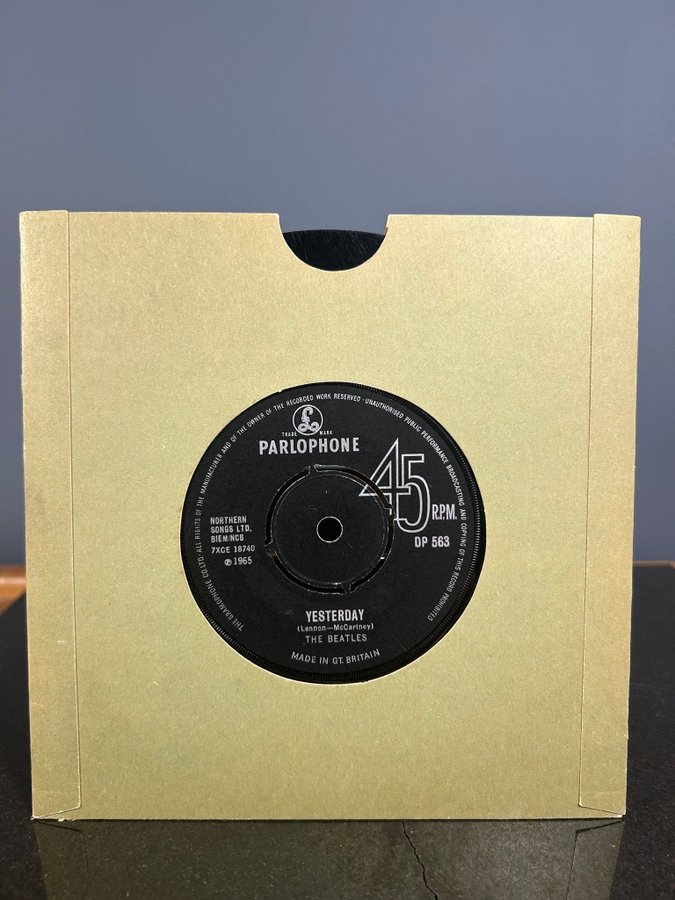 THE GRAMOPHONE CO LTD. ALL RIGHTS OF THE MANUFACTURER AND OF THE OWNER OF THE RECORDED WORK RESERVED · UNAUTHORISED PUBLIC PERFORMANCE BROADCASTING AND COPYING OF THIS RECORD PROHIBITED
£
TRADE MARK
PARLOPHONE
45 R.P.M.
NORTHERN
SONGS LTD.
BIEM/NCB
7XCE 18740
℗ 1965
DP 563
YESTERDAY
(Lennon—McCartney)
THE BEATLES
MADE IN GT. BRITAIN